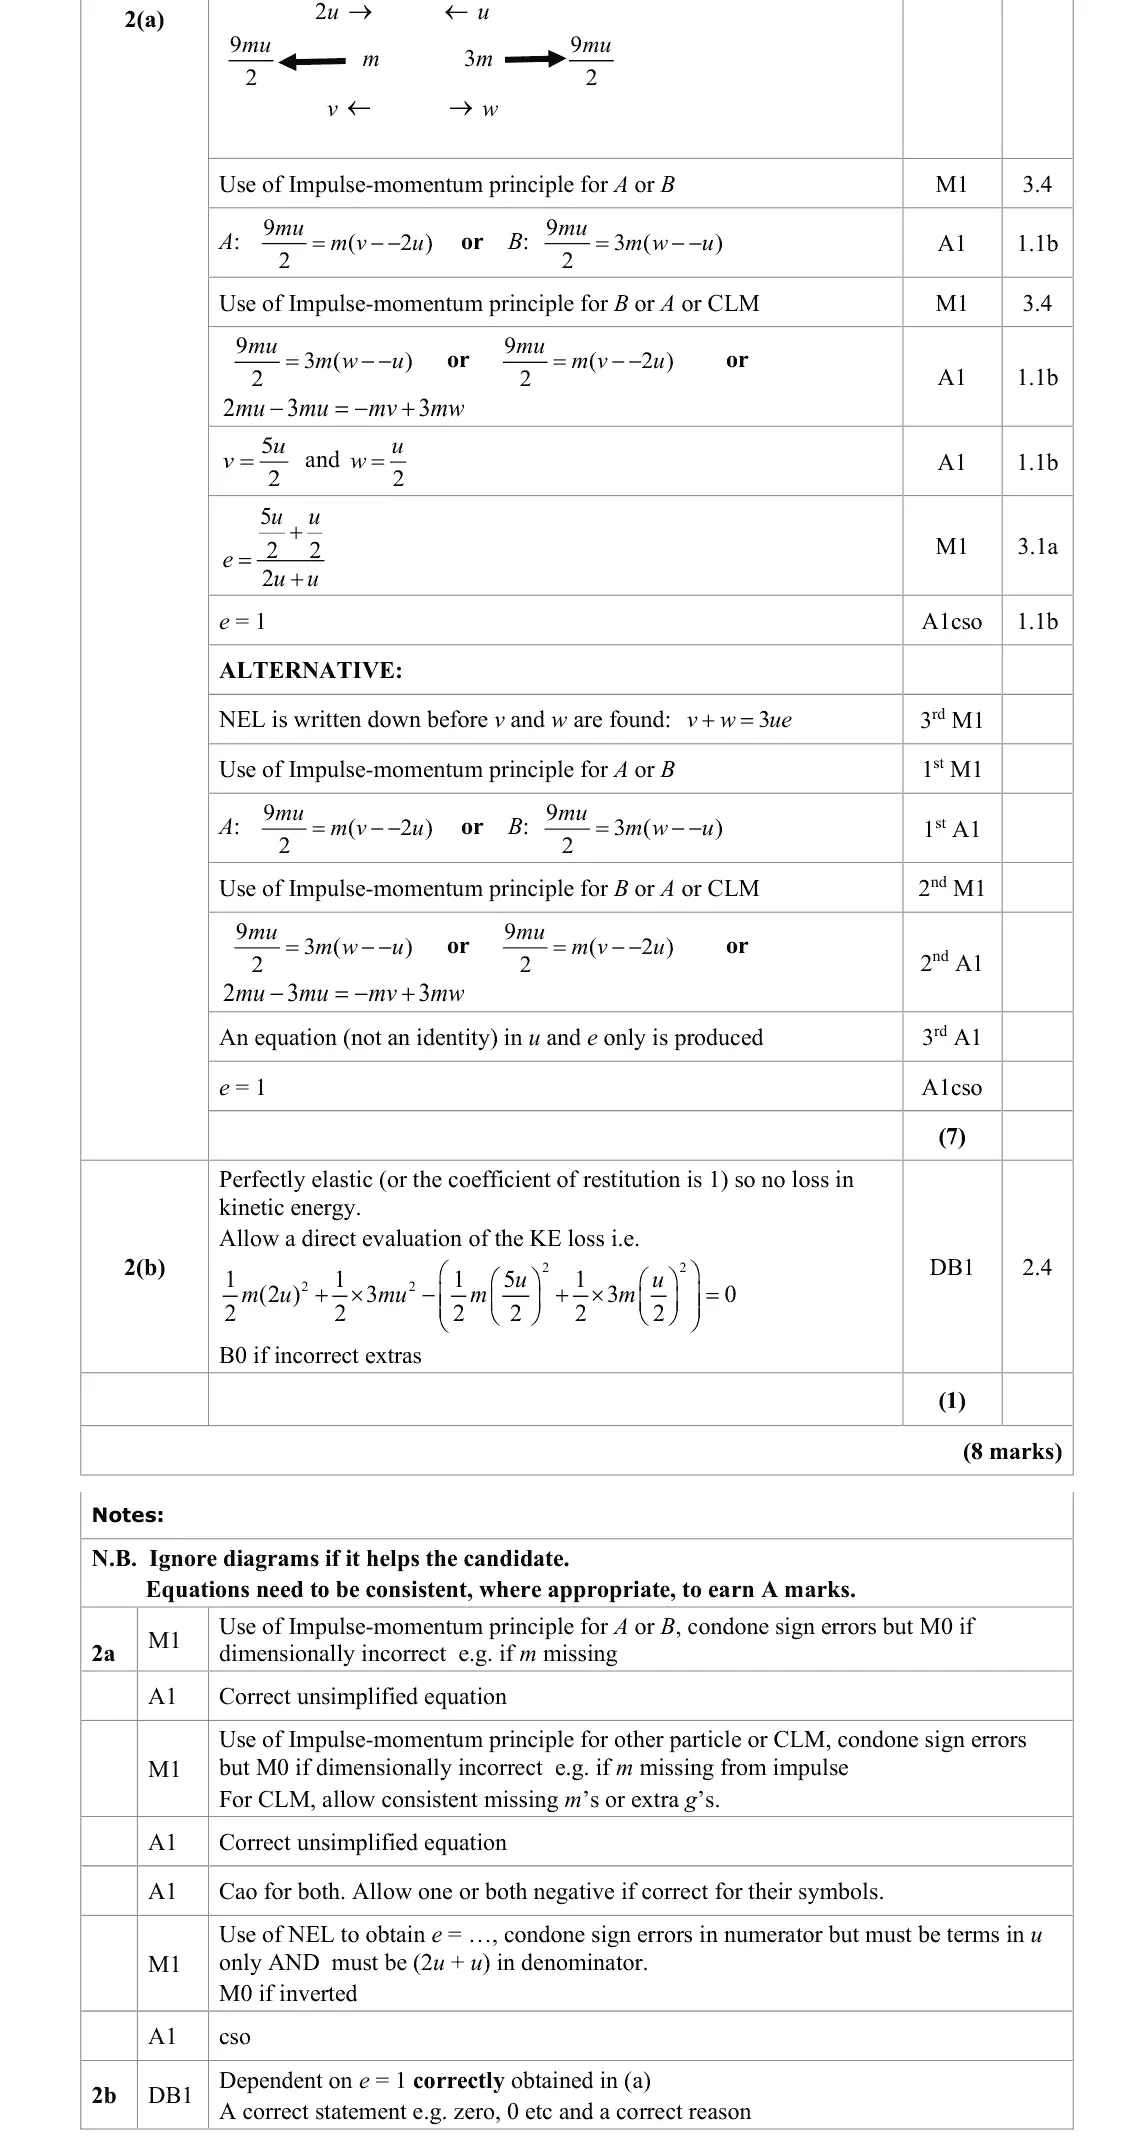 2(a)
2u → ← u
9mu/2 m 3m 9mu/2
v ← → w
Use of Impulse-momentum principle for A or B M1 3.4
A: 9mu/2 = m(v − −2u) or B: 9mu/2 = 3m(w − −u) A1 1.1b
Use of Impulse-momentum principle for B or A or CLM M1 3.4
9mu/2 = 3m(w − −u) or 9mu/2 = m(v − −2u) or
2mu − 3mu = −mv + 3mw A1 1.1b
v = 5u/2 and w = u/2 A1 1.1b
e = (5u/2 + u/2)/(2u + u) M1 3.1a
e = 1 A1cso 1.1b
ALTERNATIVE:
NEL is written down before v and w are found: v + w = 3ue 3rd M1
Use of Impulse-momentum principle for A or B 1st M1
A: 9mu/2 = m(v − −2u) or B: 9mu/2 = 3m(w − −u) 1st A1
Use of Impulse-momentum principle for B or A or CLM 2nd M1
9mu/2 = 3m(w − −u) or 9mu/2 = m(v − −2u) or
2mu − 3mu = −mv + 3mw 2nd A1
An equation (not an identity) in u and e only is produced 3rd A1
e = 1 A1cso
(7)
2(b)
Perfectly elastic (or the coefficient of restitution is 1) so no loss in
kinetic energy.
Allow a direct evaluation of the KE loss i.e.
1/2 m(2u)² + 1/2 × 3mu² − (1/2 m(5u/2)² + 1/2 × 3m(u/2)²) = 0
B0 if incorrect extras
DB1 2.4
(1)
(8 marks)
Notes:
N.B. Ignore diagrams if it helps the candidate.
Equations need to be consistent, where appropriate, to earn A marks.
2a M1 Use of Impulse-momentum principle for A or B, condone sign errors but M0 if
dimensionally incorrect e.g. if m missing
A1 Correct unsimplified equation
M1 Use of Impulse-momentum principle for other particle or CLM, condone sign errors
but M0 if dimensionally incorrect e.g. if m missing from impulse
For CLM, allow consistent missing m’s or extra g’s.
A1 Correct unsimplified equation
A1 Cao for both. Allow one or both negative if correct for their symbols.
M1 Use of NEL to obtain e = …, condone sign errors in numerator but must be terms in u
only AND must be (2u + u) in denominator.
M0 if inverted
A1 cso
2b DB1 Dependent on e = 1 correctly obtained in (a)
A correct statement e.g. zero, 0 etc and a correct reason